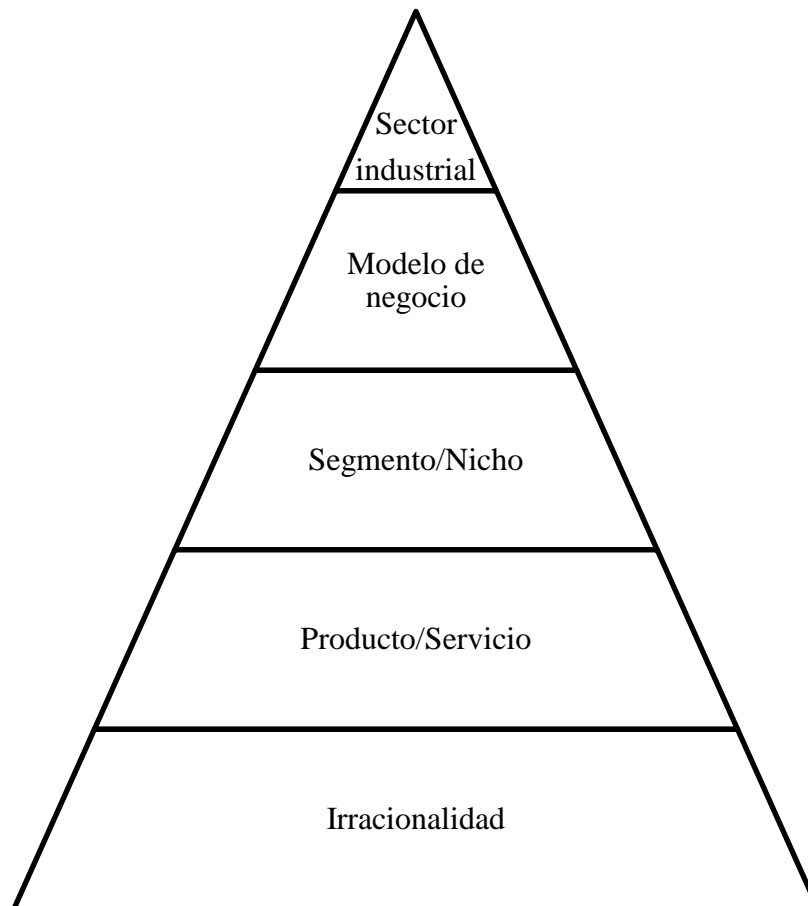 Sector
industrial
Modelo de
negocio
Segmento/Nicho
Producto/Servicio
Irracionalidad